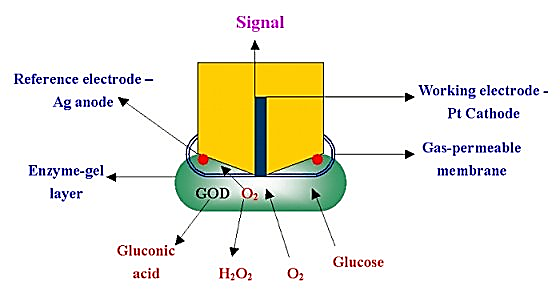 Signal
Reference electrode –
Ag anode
Working electrode -
Pt Cathode
Gas-permeable
membrane
Enzyme-gel
layer
GOD
O₂
Gluconic
acid
H₂O₂
O₂
Glucose